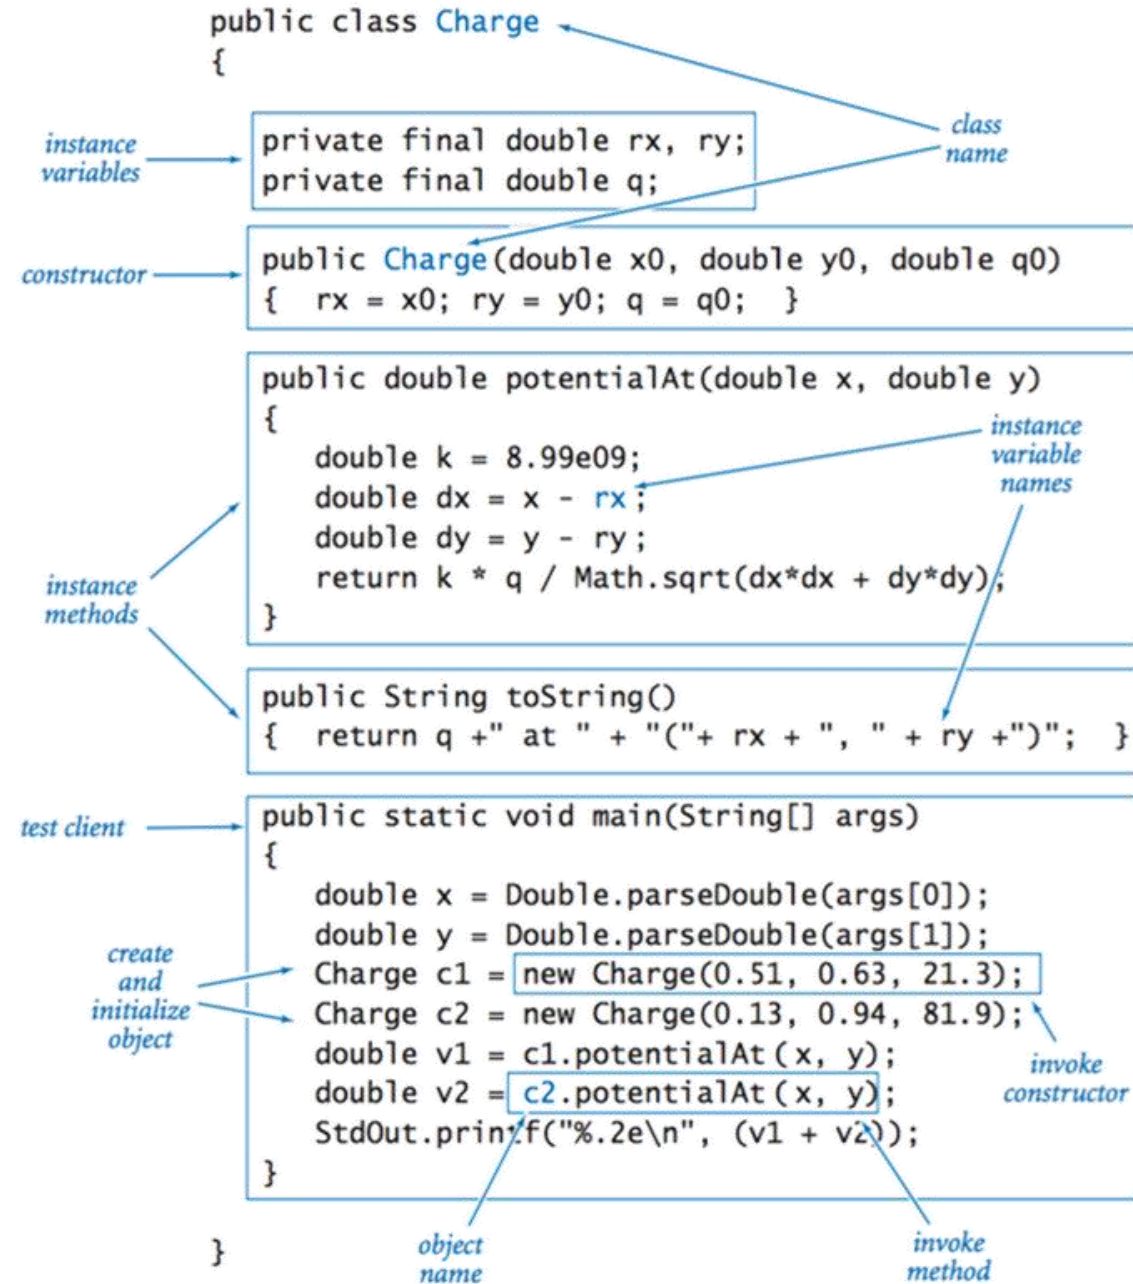 public class Charge
{
class
name
instance
variables
private final double rx, ry;
private final double q;
constructor
public Charge(double x0, double y0, double q0)
{ rx = x0; ry = y0; q = q0; }
public double potentialAt(double x, double y)
{
double k = 8.99e09;
double dx = x - rx;
double dy = y - ry;
return k * q / Math.sqrt(dx*dx + dy*dy);
}
instance
variable
names
instance
methods
public String toString()
{ return q +" at " + "("+ rx + ", " + ry +")"; }
test client
public static void main(String[] args)
{
double x = Double.parseDouble(args[0]);
double y = Double.parseDouble(args[1]);
Charge c1 = new Charge(0.51, 0.63, 21.3);
Charge c2 = new Charge(0.13, 0.94, 81.9);
double v1 = c1.potentialAt(x, y);
double v2 = c2.potentialAt(x, y);
StdOut.printf("%.2e\n", (v1 + v2));
}
create
and
initialize
object
invoke
constructor
}
object
name
invoke
method